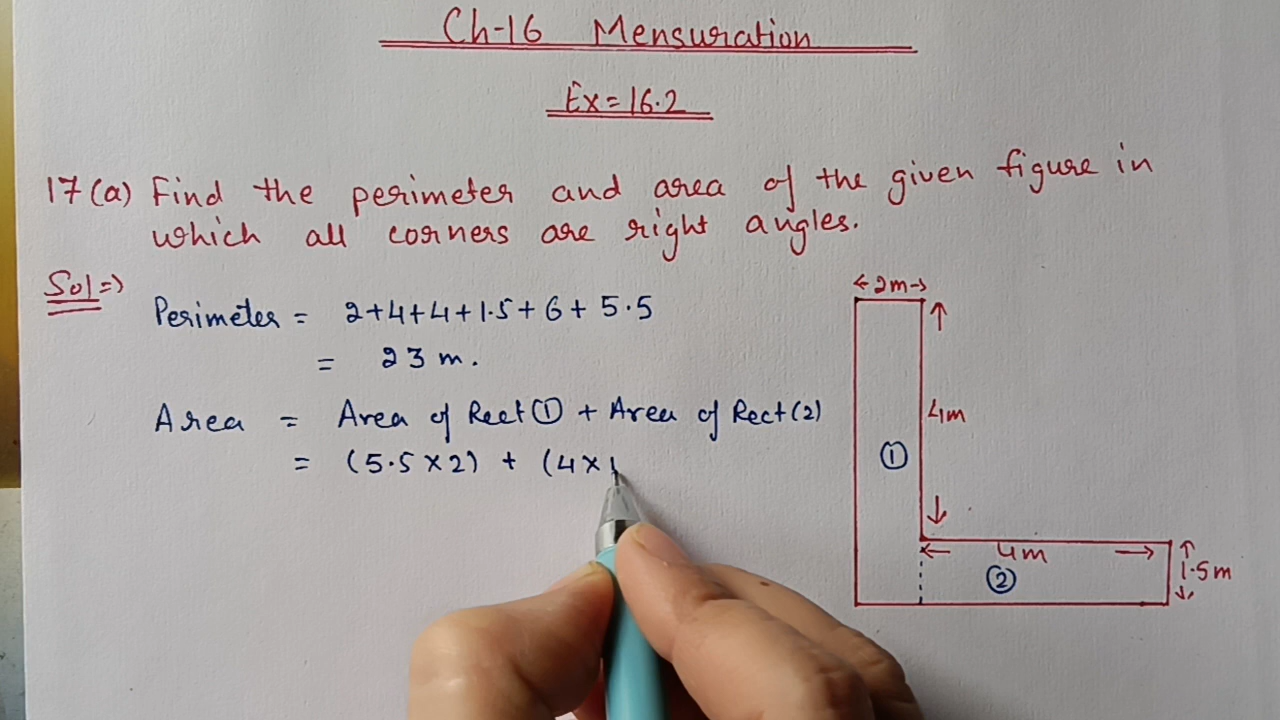 Ch-16 Mensuration
Ex=16.2
17(a) Find the perimeter and area of the given figure in
which all corners are right angles.
Sol=>
Perimeter = 2+4+4+1.5+6+5.5
= 23 m.
Area = Area of Rect① + Area of Rect(2)
= (5.5×2) + (4×1
←2m→
4m
①
4m
②
1.5m